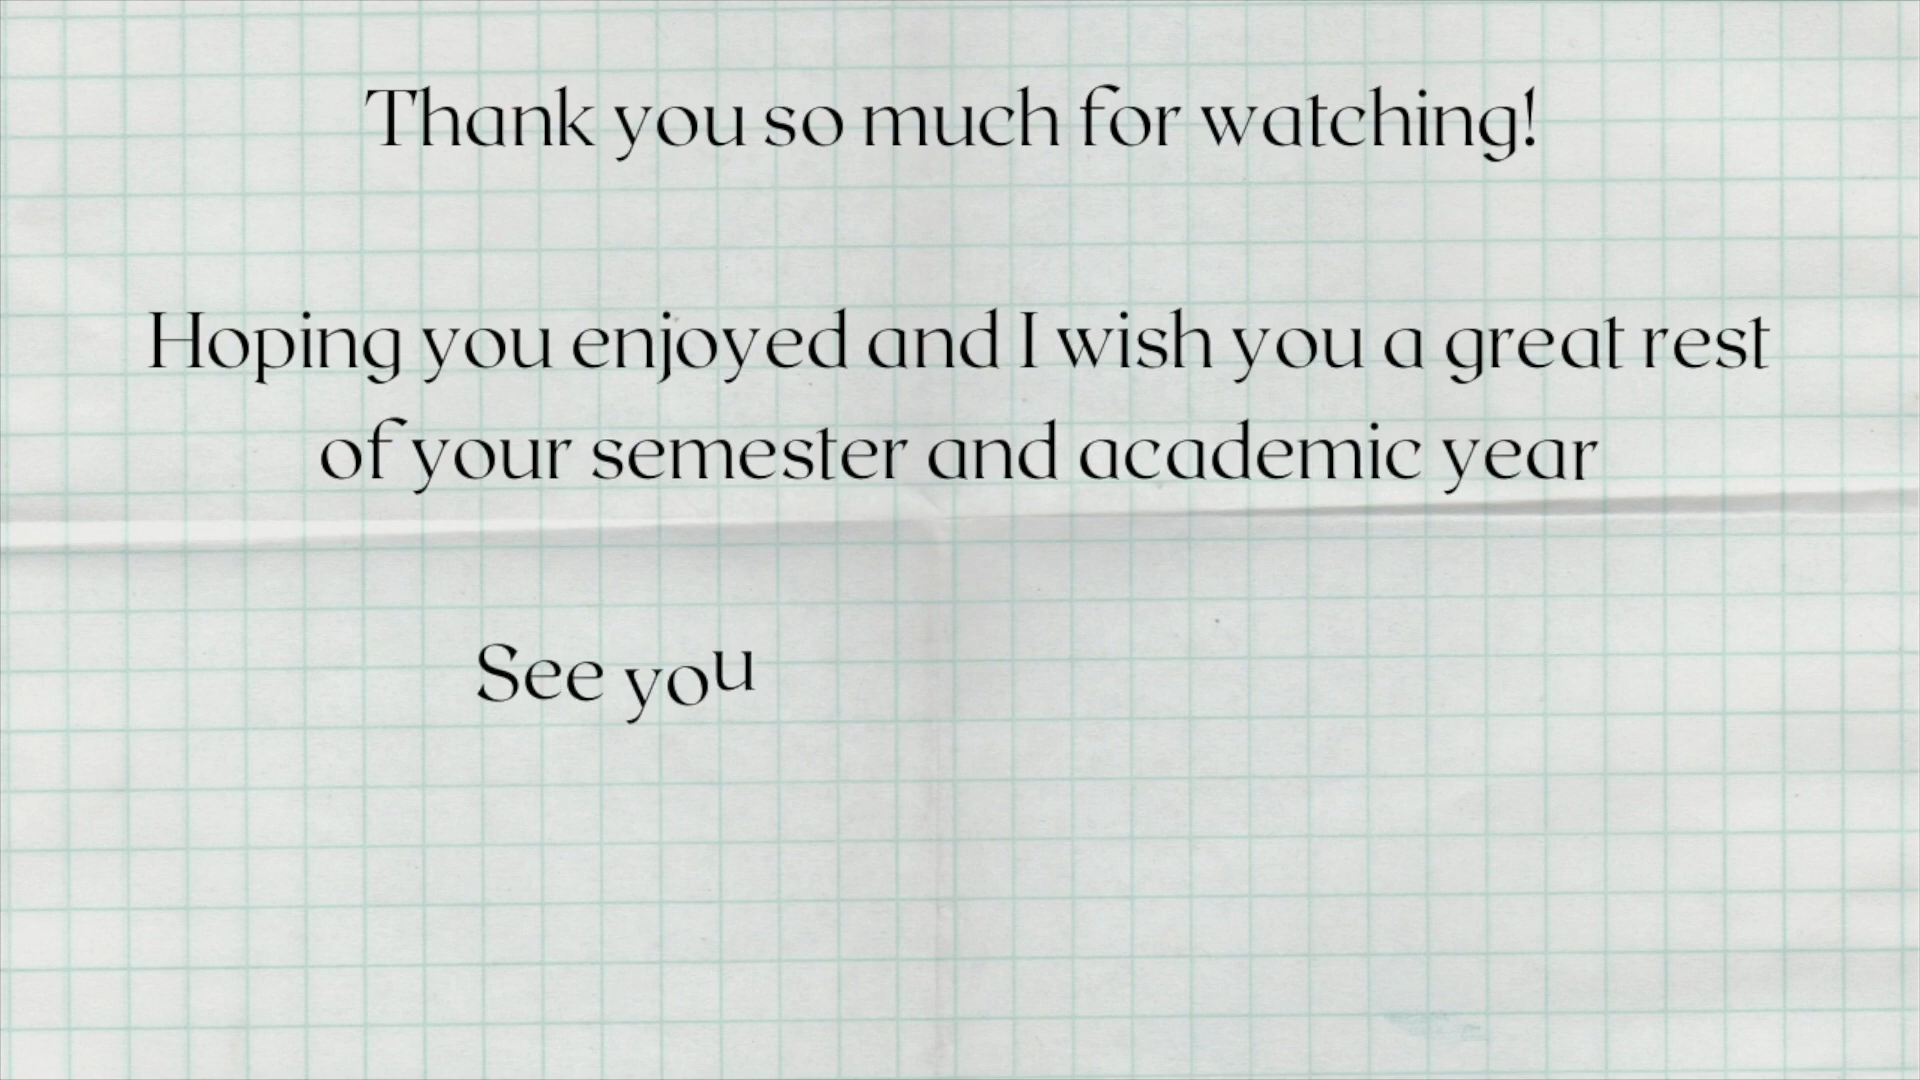 Thank you so much for watching!
Hoping you enjoyed and I wish you a great rest
of your semester and academic year
See you